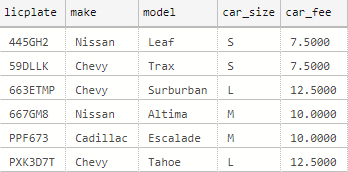 licplate make model car_size car_fee
445GH2 Nissan Leaf S 7.5000
59DLLK Chevy Trax S 7.5000
663ETMP Chevy Surburban L 12.5000
667GM8 Nissan Altima M 10.0000
PPF673 Cadillac Escalade M 10.0000
PXK3D7T Chevy Tahoe L 12.5000